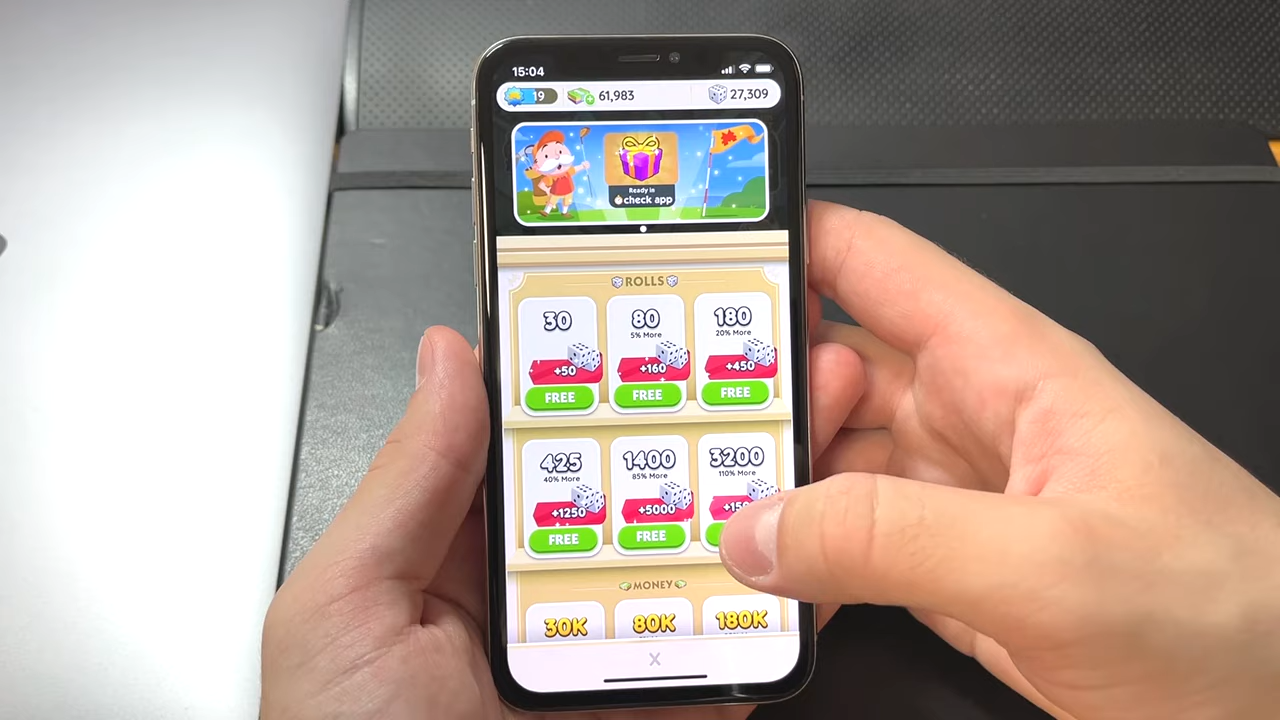 15:04
19 61,983 27,309
Ready in
check app
ROLLS
30 80 180
5% More 20% More
+50 +160 +450
FREE FREE FREE
425 1400 3200
40% More 85% More 110% More
+1250 +5000
FREE FREE
MONEY
30K 80K 180K
X